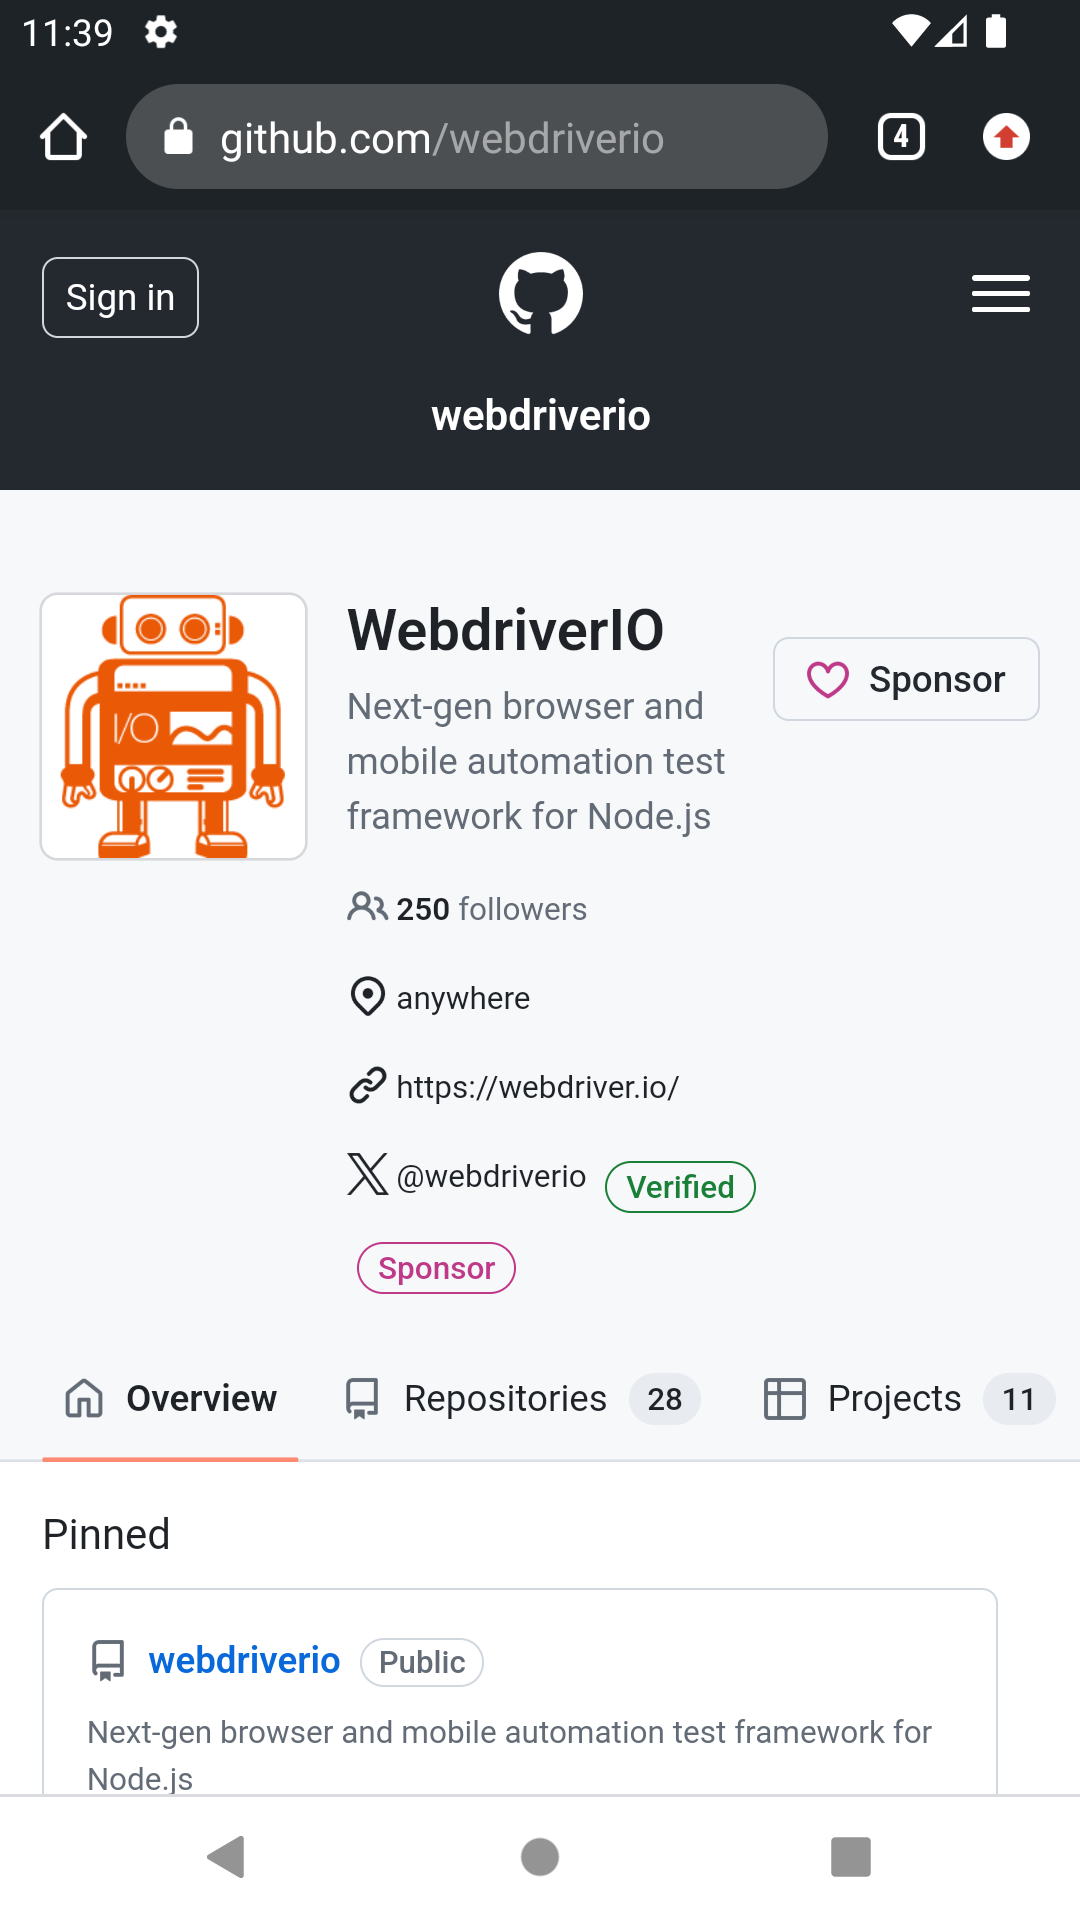 11:39
github.com/webdriverio
4
Sign in
webdriverio
WebdriverIO
Sponsor
Next-gen browser and
mobile automation test
framework for Node.js
I/O
250 followers
anywhere
https://webdriver.io/
@webdriverio Verified
Sponsor
Overview Repositories 28 Projects 11
Pinned
webdriverio Public
Next-gen browser and mobile automation test framework for
Node.js